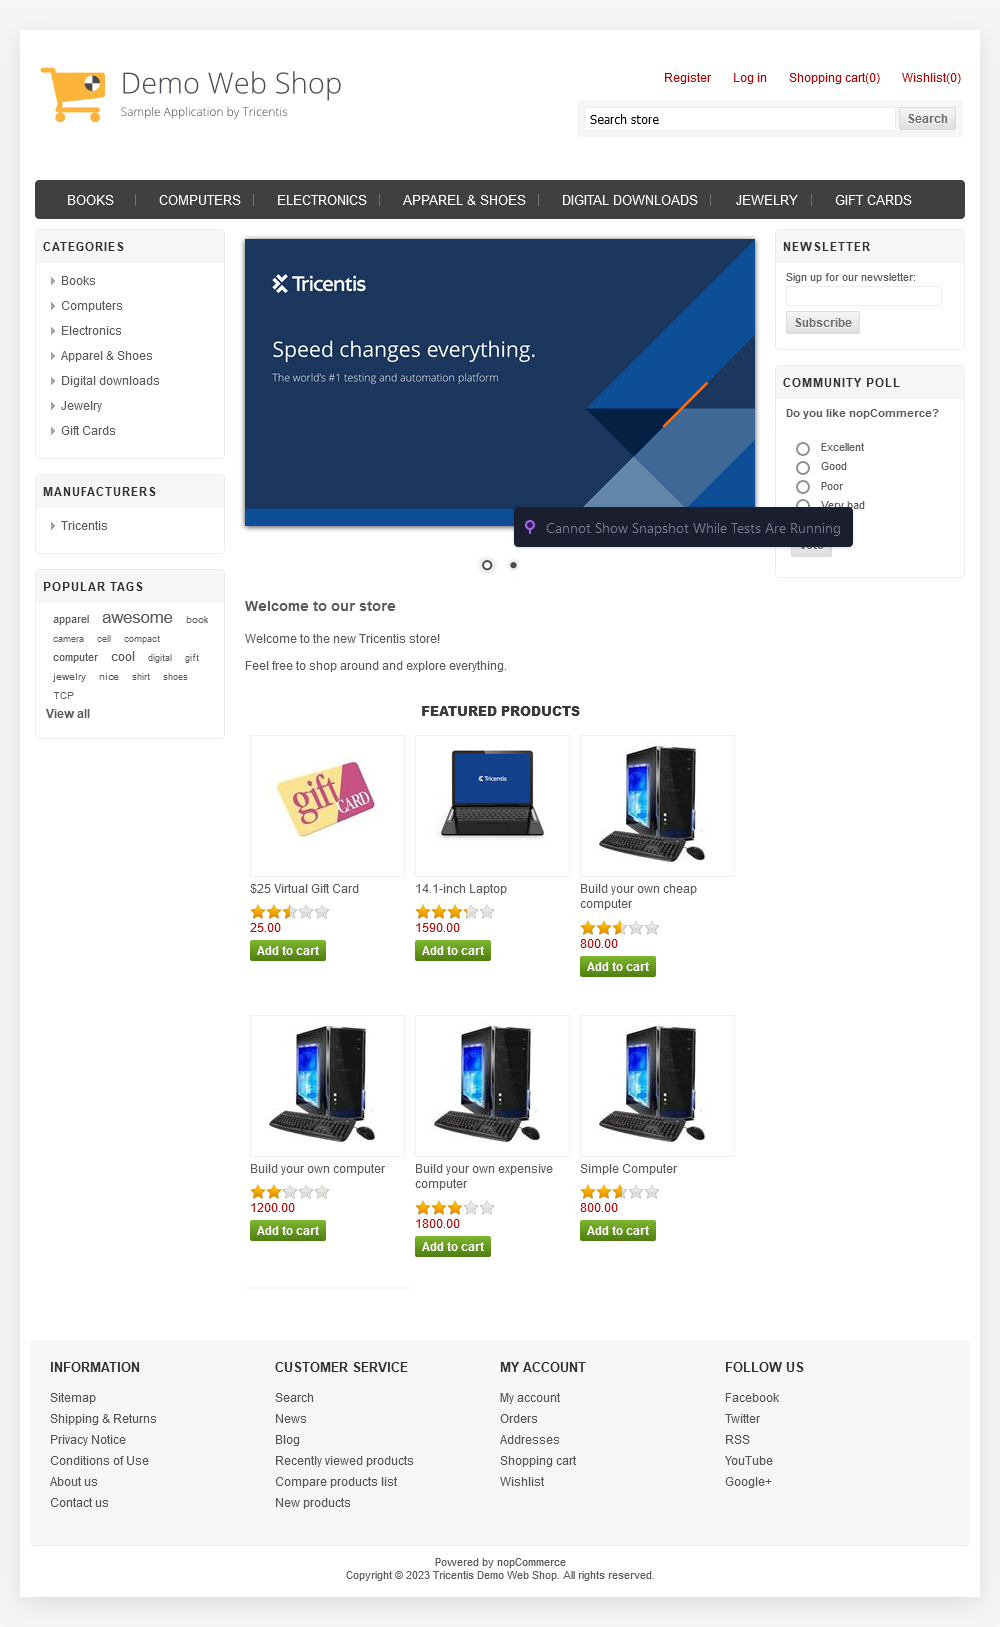 Demo Web Shop
Sample Application by Tricentis
Register Log in Shopping cart(0) Wishlist(0)
Search store Search
BOOKS COMPUTERS ELECTRONICS APPAREL & SHOES DIGITAL DOWNLOADS JEWELRY GIFT CARDS
CATEGORIES
Books
Computers
Electronics
Apparel & Shoes
Digital downloads
Jewelry
Gift Cards
MANUFACTURERS
Tricentis
POPULAR TAGS
apparel awesome book
camera cell compact
computer cool digital gift
jewelry nice shirt shoes
TCP
View all
Tricentis
Speed changes everything.
The world's #1 testing and automation platform
Cannot Show Snapshot While Tests Are Running
NEWSLETTER
Sign up for our newsletter:
Subscribe
COMMUNITY POLL
Do you like nopCommerce?
Excellent
Good
Poor
Very bad
Vote
Welcome to our store
Welcome to the new Tricentis store!
Feel free to shop around and explore everything.
FEATURED PRODUCTS
gift CARD
$25 Virtual Gift Card
25.00
Add to cart
Tricentis
14.1-inch Laptop
1590.00
Add to cart
Build your own cheap
computer
800.00
Add to cart
Build your own computer
1200.00
Add to cart
Build your own expensive
computer
1800.00
Add to cart
Simple Computer
800.00
Add to cart
INFORMATION
Sitemap
Shipping & Returns
Privacy Notice
Conditions of Use
About us
Contact us
CUSTOMER SERVICE
Search
News
Blog
Recently viewed products
Compare products list
New products
MY ACCOUNT
My account
Orders
Addresses
Shopping cart
Wishlist
FOLLOW US
Facebook
Twitter
RSS
YouTube
Google+
Powered by nopCommerce
Copyright © 2023 Tricentis Demo Web Shop. All rights reserved.